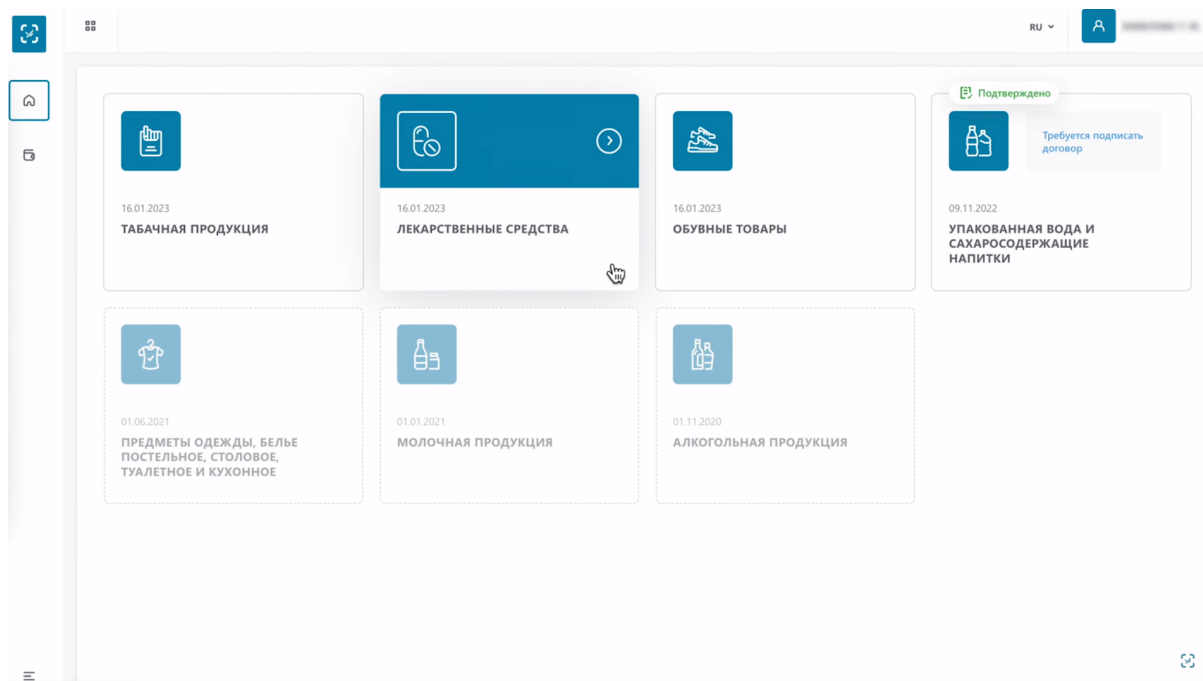 RU
16.01.2023
ТАБАЧНАЯ ПРОДУКЦИЯ
16.01.2023
ЛЕКАРСТВЕННЫЕ СРЕДСТВА
16.01.2023
ОБУВНЫЕ ТОВАРЫ
Подтверждено
Требуется подписать
договор
09.11.2022
УПАКОВАННАЯ ВОДА И
САХАРОСОДЕРЖАЩИЕ
НАПИТКИ
01.06.2021
ПРЕДМЕТЫ ОДЕЖДЫ, БЕЛЬЕ
ПОСТЕЛЬНОЕ, СТОЛОВОЕ,
ТУАЛЕТНОЕ И КУХОННОЕ
01.01.2021
МОЛОЧНАЯ ПРОДУКЦИЯ
01.11.2020
АЛКОГОЛЬНАЯ ПРОДУКЦИЯ